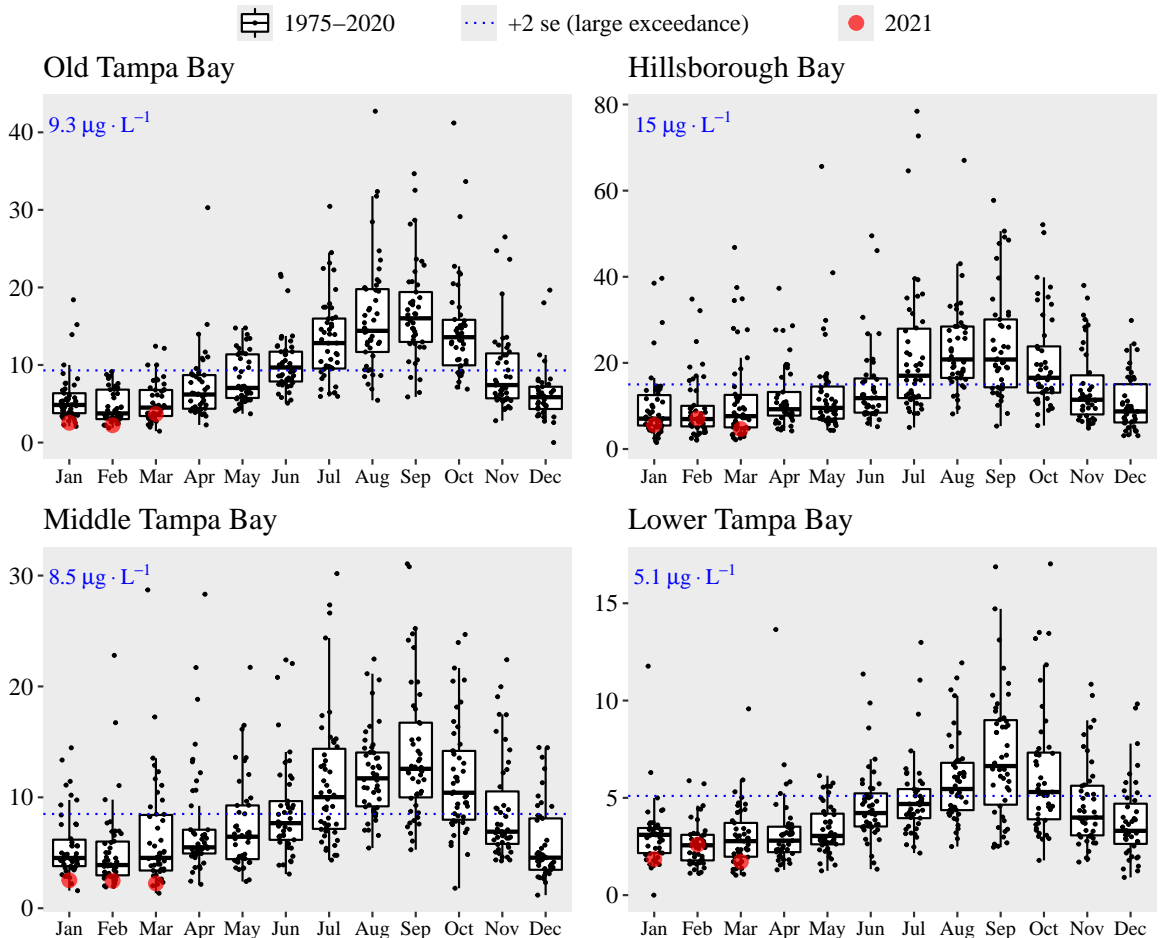 1975–2020 +2 se (large exceedance) 2021
Old Tampa Bay
9.3 μg · L⁻¹
40
30
20
10
0
Jan Feb Mar Apr May Jun Jul Aug Sep Oct Nov Dec
Hillsborough Bay
15 μg · L⁻¹
80
60
40
20
0
Jan Feb Mar Apr May Jun Jul Aug Sep Oct Nov Dec
Middle Tampa Bay
8.5 μg · L⁻¹
30
20
10
0
Jan Feb Mar Apr May Jun Jul Aug Sep Oct Nov Dec
Lower Tampa Bay
5.1 μg · L⁻¹
15
10
5
0
Jan Feb Mar Apr May Jun Jul Aug Sep Oct Nov Dec